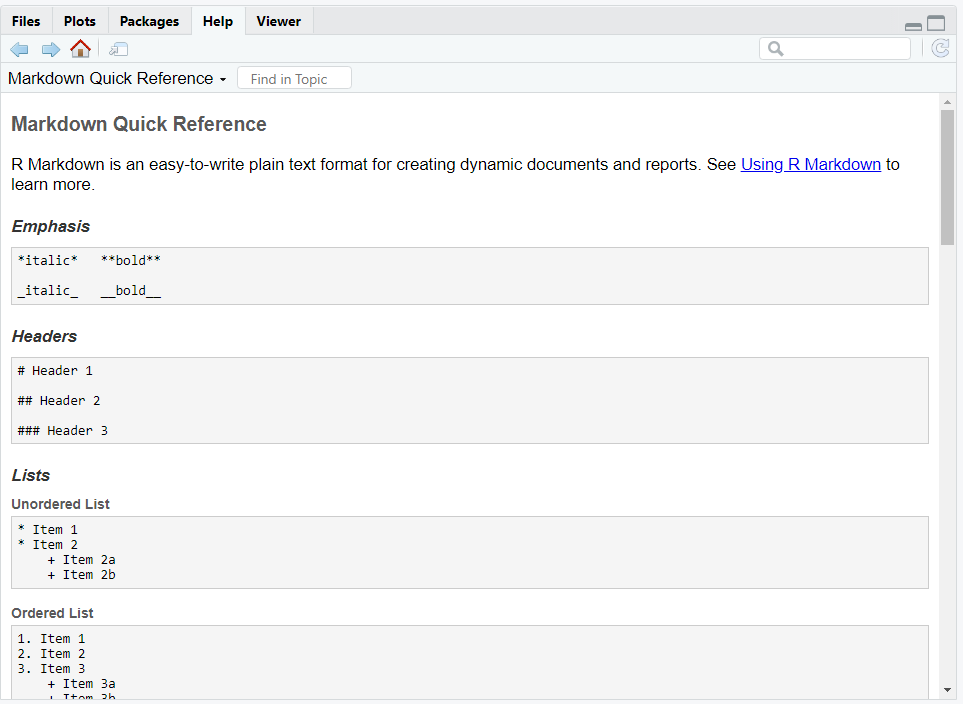 Files Plots Packages Help Viewer
Markdown Quick Reference Find in Topic
Markdown Quick Reference
R Markdown is an easy-to-write plain text format for creating dynamic documents and reports. See Using R Markdown to
learn more.
Emphasis
*italic* **bold**
_italic_ __bold__
Headers
# Header 1
## Header 2
### Header 3
Lists
Unordered List
* Item 1
* Item 2
+ Item 2a
+ Item 2b
Ordered List
1. Item 1
2. Item 2
3. Item 3
+ Item 3a
+ Item 3b